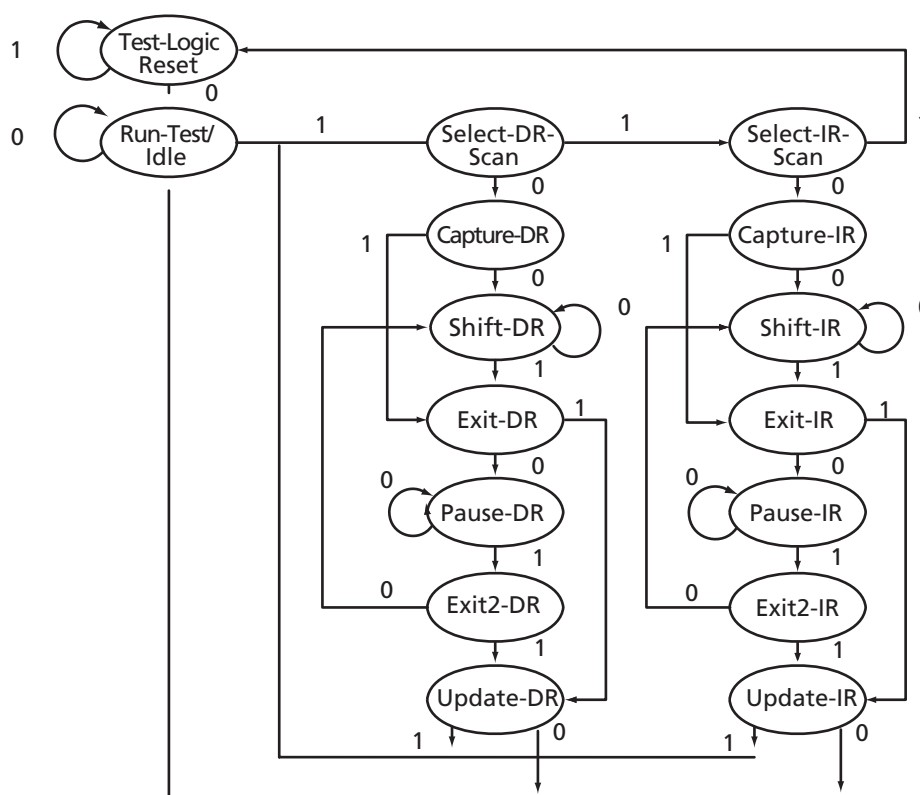 1
Test-Logic
Reset
0
0
Run-Test/
Idle
1
Select-DR-
Scan
1
Select-IR-
Scan
0
0
1
Capture-DR
1
Capture-IR
0
0
Shift-DR
0
Shift-IR
1
1
Exit-DR
1
Exit-IR
1
0
0
0
Pause-DR
0
Pause-IR
1
1
0
Exit2-DR
0
Exit2-IR
1
1
Update-DR
Update-IR
1
0
1
0